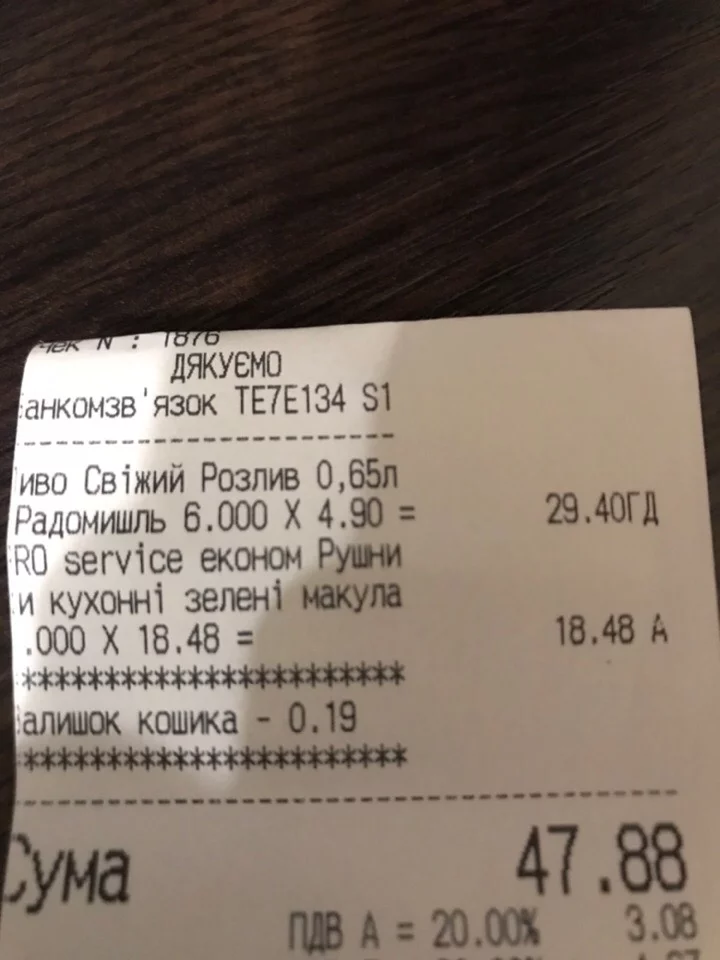 чек N : 1876
ДЯКУЄМО
анкомзв'язок TE7E134 S1
------------------------
иво Свіжий Розлив 0,65л
Радомишль 6.000 X 4.90 = 29.40ГД
RO service економ Рушни
и кухонні зелені макула
.000 X 18.48 = 18.48 А
************************
алишок кошика - 0.19
************************
----------------------------------------
Сума 47.88
ПДВ А = 20.00% 3.08